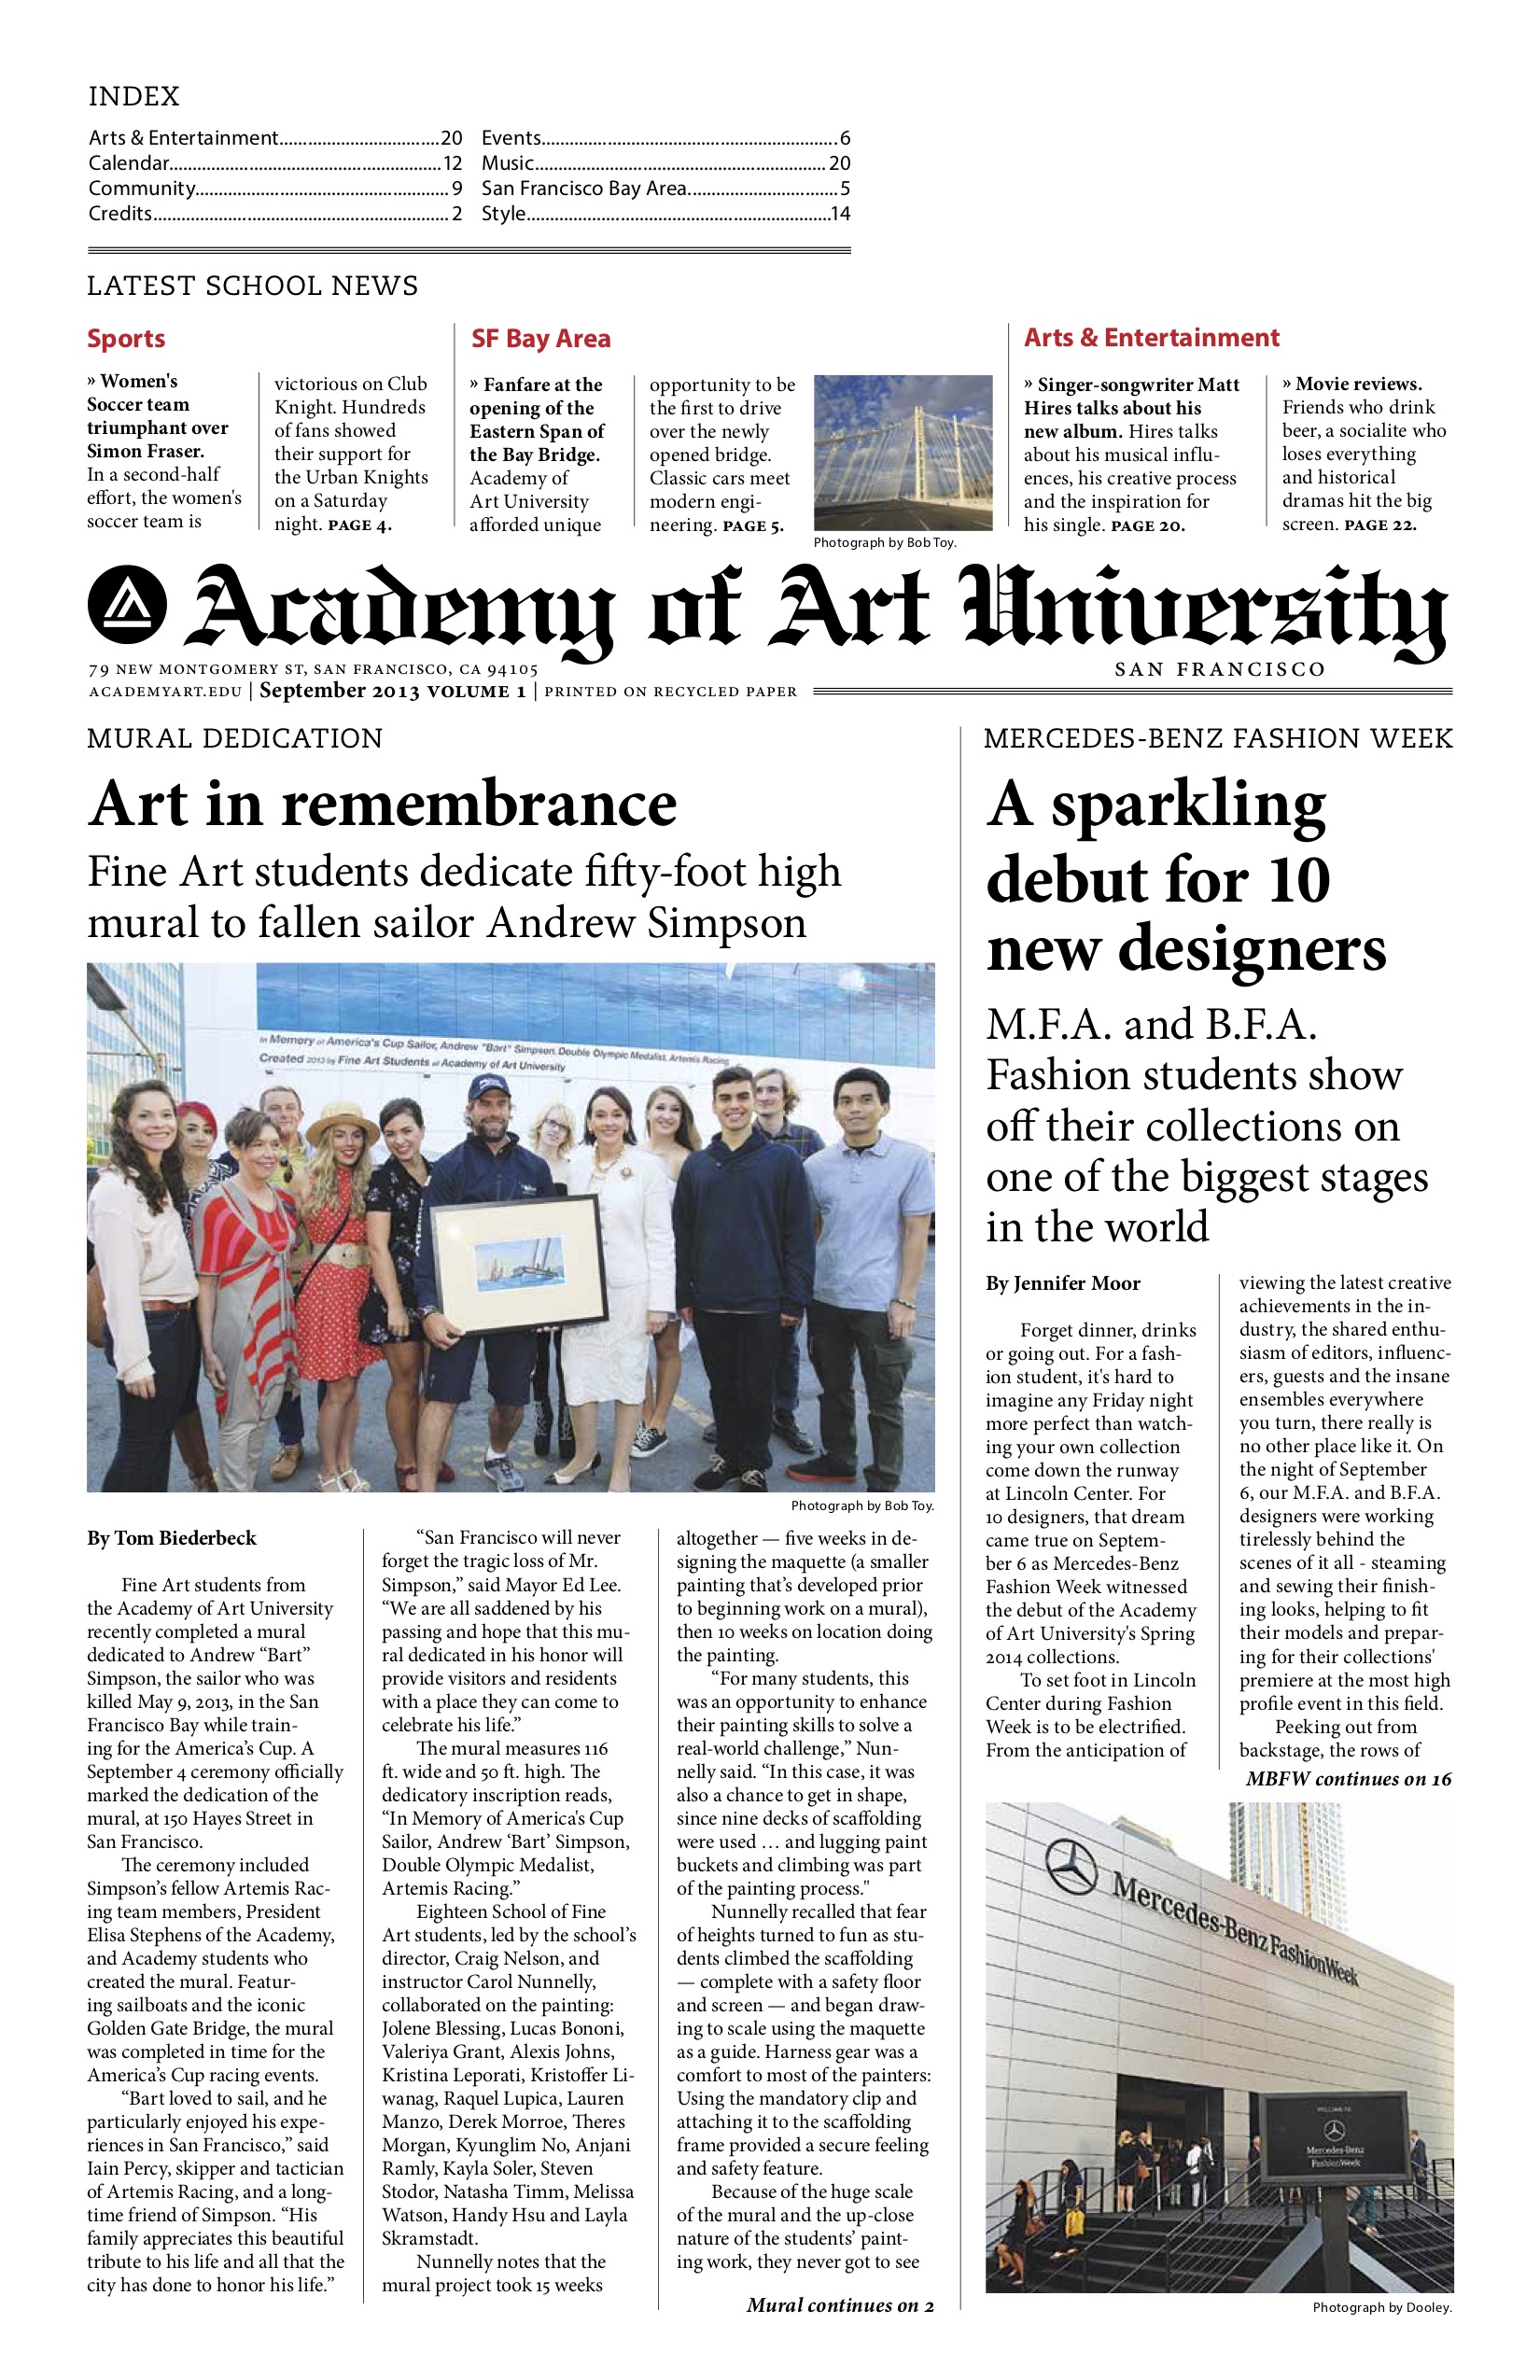 INDEX
Arts & Entertainment..................................20
Calendar..........................................................12
Community......................................................9
Credits...............................................................2
Events...............................................................6
Music..............................................................20
San Francisco Bay Area................................5
Style.................................................................14
LATEST SCHOOL NEWS
Sports
» Women's
Soccer team
triumphant over
Simon Fraser.
In a second-half
effort, the women's
soccer team is
victorious on Club
Knight. Hundreds
of fans showed
their support for
the Urban Knights
on a Saturday
night. PAGE 4.
SF Bay Area
» Fanfare at the
opening of the
Eastern Span of
the Bay Bridge.
Academy of
Art University
afforded unique
opportunity to be
the first to drive
over the newly
opened bridge.
Classic cars meet
modern engi-
neering. PAGE 5.
Photograph by Bob Toy.
Arts & Entertainment
» Singer-songwriter Matt
Hires talks about his
new album. Hires talks
about his musical influ-
ences, his creative process
and the inspiration for
his single. PAGE 20.
» Movie reviews.
Friends who drink
beer, a socialite who
loses everything
and historical
dramas hit the big
screen. PAGE 22.
Academy of Art University
79 NEW MONTGOMERY ST, SAN FRANCISCO, CA 94105
SAN FRANCISCO
ACADEMYART.EDU | September 2013 VOLUME 1 | PRINTED ON RECYCLED PAPER
MURAL DEDICATION
Art in remembrance
Fine Art students dedicate fifty-foot high
mural to fallen sailor Andrew Simpson
In Memory of America's Cup Sailor, Andrew "Bart" Simpson, Double Olympic Medalist, Artemis Racing
Created 2013 by Fine Art Students of Academy of Art University
Photograph by Bob Toy.
By Tom Biederbeck
Fine Art students from
the Academy of Art University
recently completed a mural
dedicated to Andrew “Bart”
Simpson, the sailor who was
killed May 9, 2013, in the San
Francisco Bay while train-
ing for the America’s Cup. A
September 4 ceremony officially
marked the dedication of the
mural, at 150 Hayes Street in
San Francisco.
The ceremony included
Simpson’s fellow Artemis Rac-
ing team members, President
Elisa Stephens of the Academy,
and Academy students who
created the mural. Featur-
ing sailboats and the iconic
Golden Gate Bridge, the mural
was completed in time for the
America’s Cup racing events.
“Bart loved to sail, and he
particularly enjoyed his expe-
riences in San Francisco,” said
Iain Percy, skipper and tactician
of Artemis Racing, and a long-
time friend of Simpson. “His
family appreciates this beautiful
tribute to his life and all that the
city has done to honor his life.”
“San Francisco will never
forget the tragic loss of Mr.
Simpson,” said Mayor Ed Lee.
“We are all saddened by his
passing and hope that this mu-
ral dedicated in his honor will
provide visitors and residents
with a place they can come to
celebrate his life.”
The mural measures 116
ft. wide and 50 ft. high. The
dedicatory inscription reads,
“In Memory of America's Cup
Sailor, Andrew ‘Bart’ Simpson,
Double Olympic Medalist,
Artemis Racing.”
Eighteen School of Fine
Art students, led by the school’s
director, Craig Nelson, and
instructor Carol Nunnelly,
collaborated on the painting:
Jolene Blessing, Lucas Bononi,
Valeriya Grant, Alexis Johns,
Kristina Leporati, Kristoffer Li-
wanag, Raquel Lupica, Lauren
Manzo, Derek Morroe, Theres
Morgan, Kyunglim No, Anjani
Ramly, Kayla Soler, Steven
Stodor, Natasha Timm, Melissa
Watson, Handy Hsu and Layla
Skramstadt.
Nunnelly notes that the
mural project took 15 weeks
altogether — five weeks in de-
signing the maquette (a smaller
painting that’s developed prior
to beginning work on a mural),
then 10 weeks on location doing
the painting.
“For many students, this
was an opportunity to enhance
their painting skills to solve a
real-world challenge,” Nun-
nelly said. “In this case, it was
also a chance to get in shape,
since nine decks of scaffolding
were used … and lugging paint
buckets and climbing was part
of the painting process."
Nunnelly recalled that fear
of heights turned to fun as stu-
dents climbed the scaffolding
— complete with a safety floor
and screen — and began draw-
ing to scale using the maquette
as a guide. Harness gear was a
comfort to most of the painters:
Using the mandatory clip and
attaching it to the scaffolding
frame provided a secure feeling
and safety feature.
Because of the huge scale
of the mural and the up-close
nature of the students’ paint-
ing work, they never got to see
Mural continues on 2
MERCEDES-BENZ FASHION WEEK
A sparkling
debut for 10
new designers
M.F.A. and B.F.A.
Fashion students show
off their collections on
one of the biggest stages
in the world
By Jennifer Moor
Forget dinner, drinks
or going out. For a fash-
ion student, it's hard to
imagine any Friday night
more perfect than watch-
ing your own collection
come down the runway
at Lincoln Center. For
10 designers, that dream
came true on Septem-
ber 6 as Mercedes-Benz
Fashion Week witnessed
the debut of the Academy
of Art University's Spring
2014 collections.
To set foot in Lincoln
Center during Fashion
Week is to be electrified.
From the anticipation of
viewing the latest creative
achievements in the in-
dustry, the shared enthu-
siasm of editors, influenc-
ers, guests and the insane
ensembles everywhere
you turn, there really is
no other place like it. On
the night of September
6, our M.F.A. and B.F.A.
designers were working
tirelessly behind the
scenes of it all - steaming
and sewing their finish-
ing looks, helping to fit
their models and prepar-
ing for their collections'
premiere at the most high
profile event in this field.
Peeking out from
backstage, the rows of
MBFW continues on 16
Mercedes-Benz FashionWeek
WELCOME TO
Mercedes-Benz
FashionWeek
Photograph by Dooley.